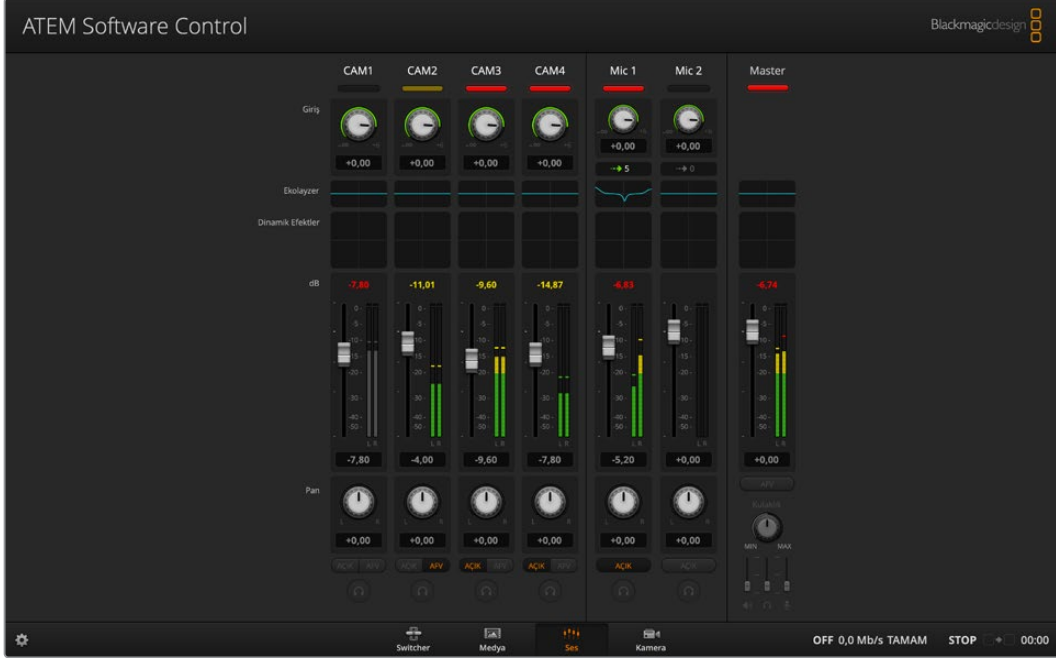 ATEM Software Control
Blackmagicdesign
CAM1 CAM2 CAM3 CAM4 Mic 1 Mic 2 Master
Giriş
+0,00 +0,00
+0,00 +0,00 +0,00 +0,00
5 0
Ekolayzer
Dinamik Efektler
dB -7,80 -11,01 -9,60 -14,87 -6,83 -6,74
-7,80 -4,00 -9,60 -7,80 -5,20 +0,00 +0,00
AFV
Pan
Kulaklık
L R L R L R L R L R L R
+0,00 +0,00 +0,00 +0,00 +0,00 +0,00
MIN MAX
AÇIK AFV AÇIK AFV AÇIK AFV AÇIK AFV AÇIK AÇIK
Switcher Medya Ses Kamera
OFF 0,0 Mb/s TAMAM STOP 00:00